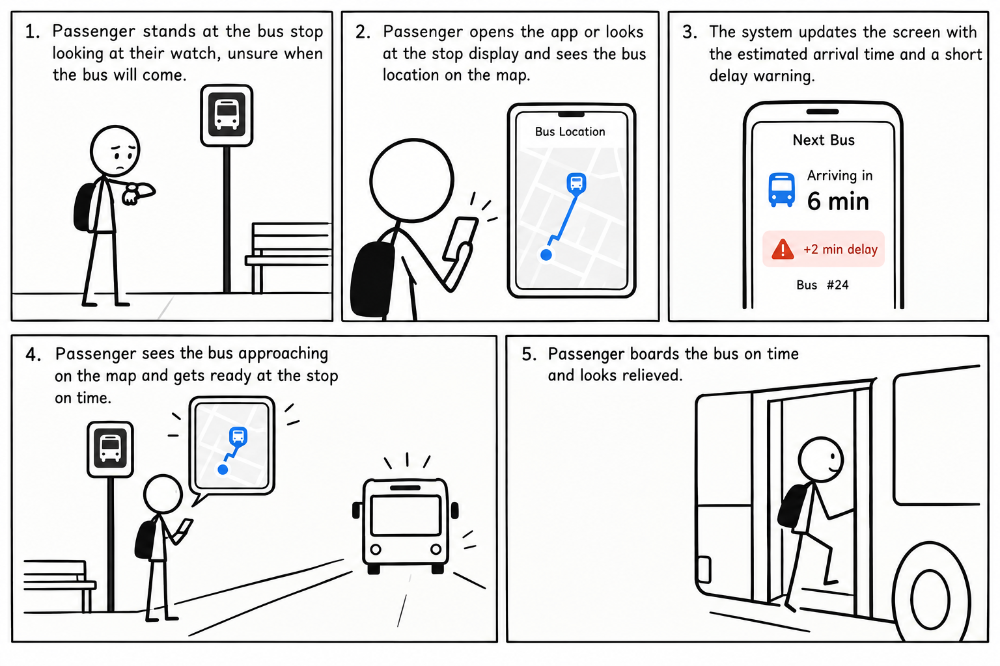 1. Passenger stands at the bus stop
looking at their watch, unsure when
the bus will come.
2. Passenger opens the app or looks
at the stop display and sees the bus
location on the map.
Bus Location
3. The system updates the screen with
the estimated arrival time and a short
delay warning.
Next Bus
Arriving in
6 min
+2 min delay
Bus #24
4. Passenger sees the bus approaching
on the map and gets ready at the stop
on time.
5. Passenger boards the bus on time
and looks relieved.